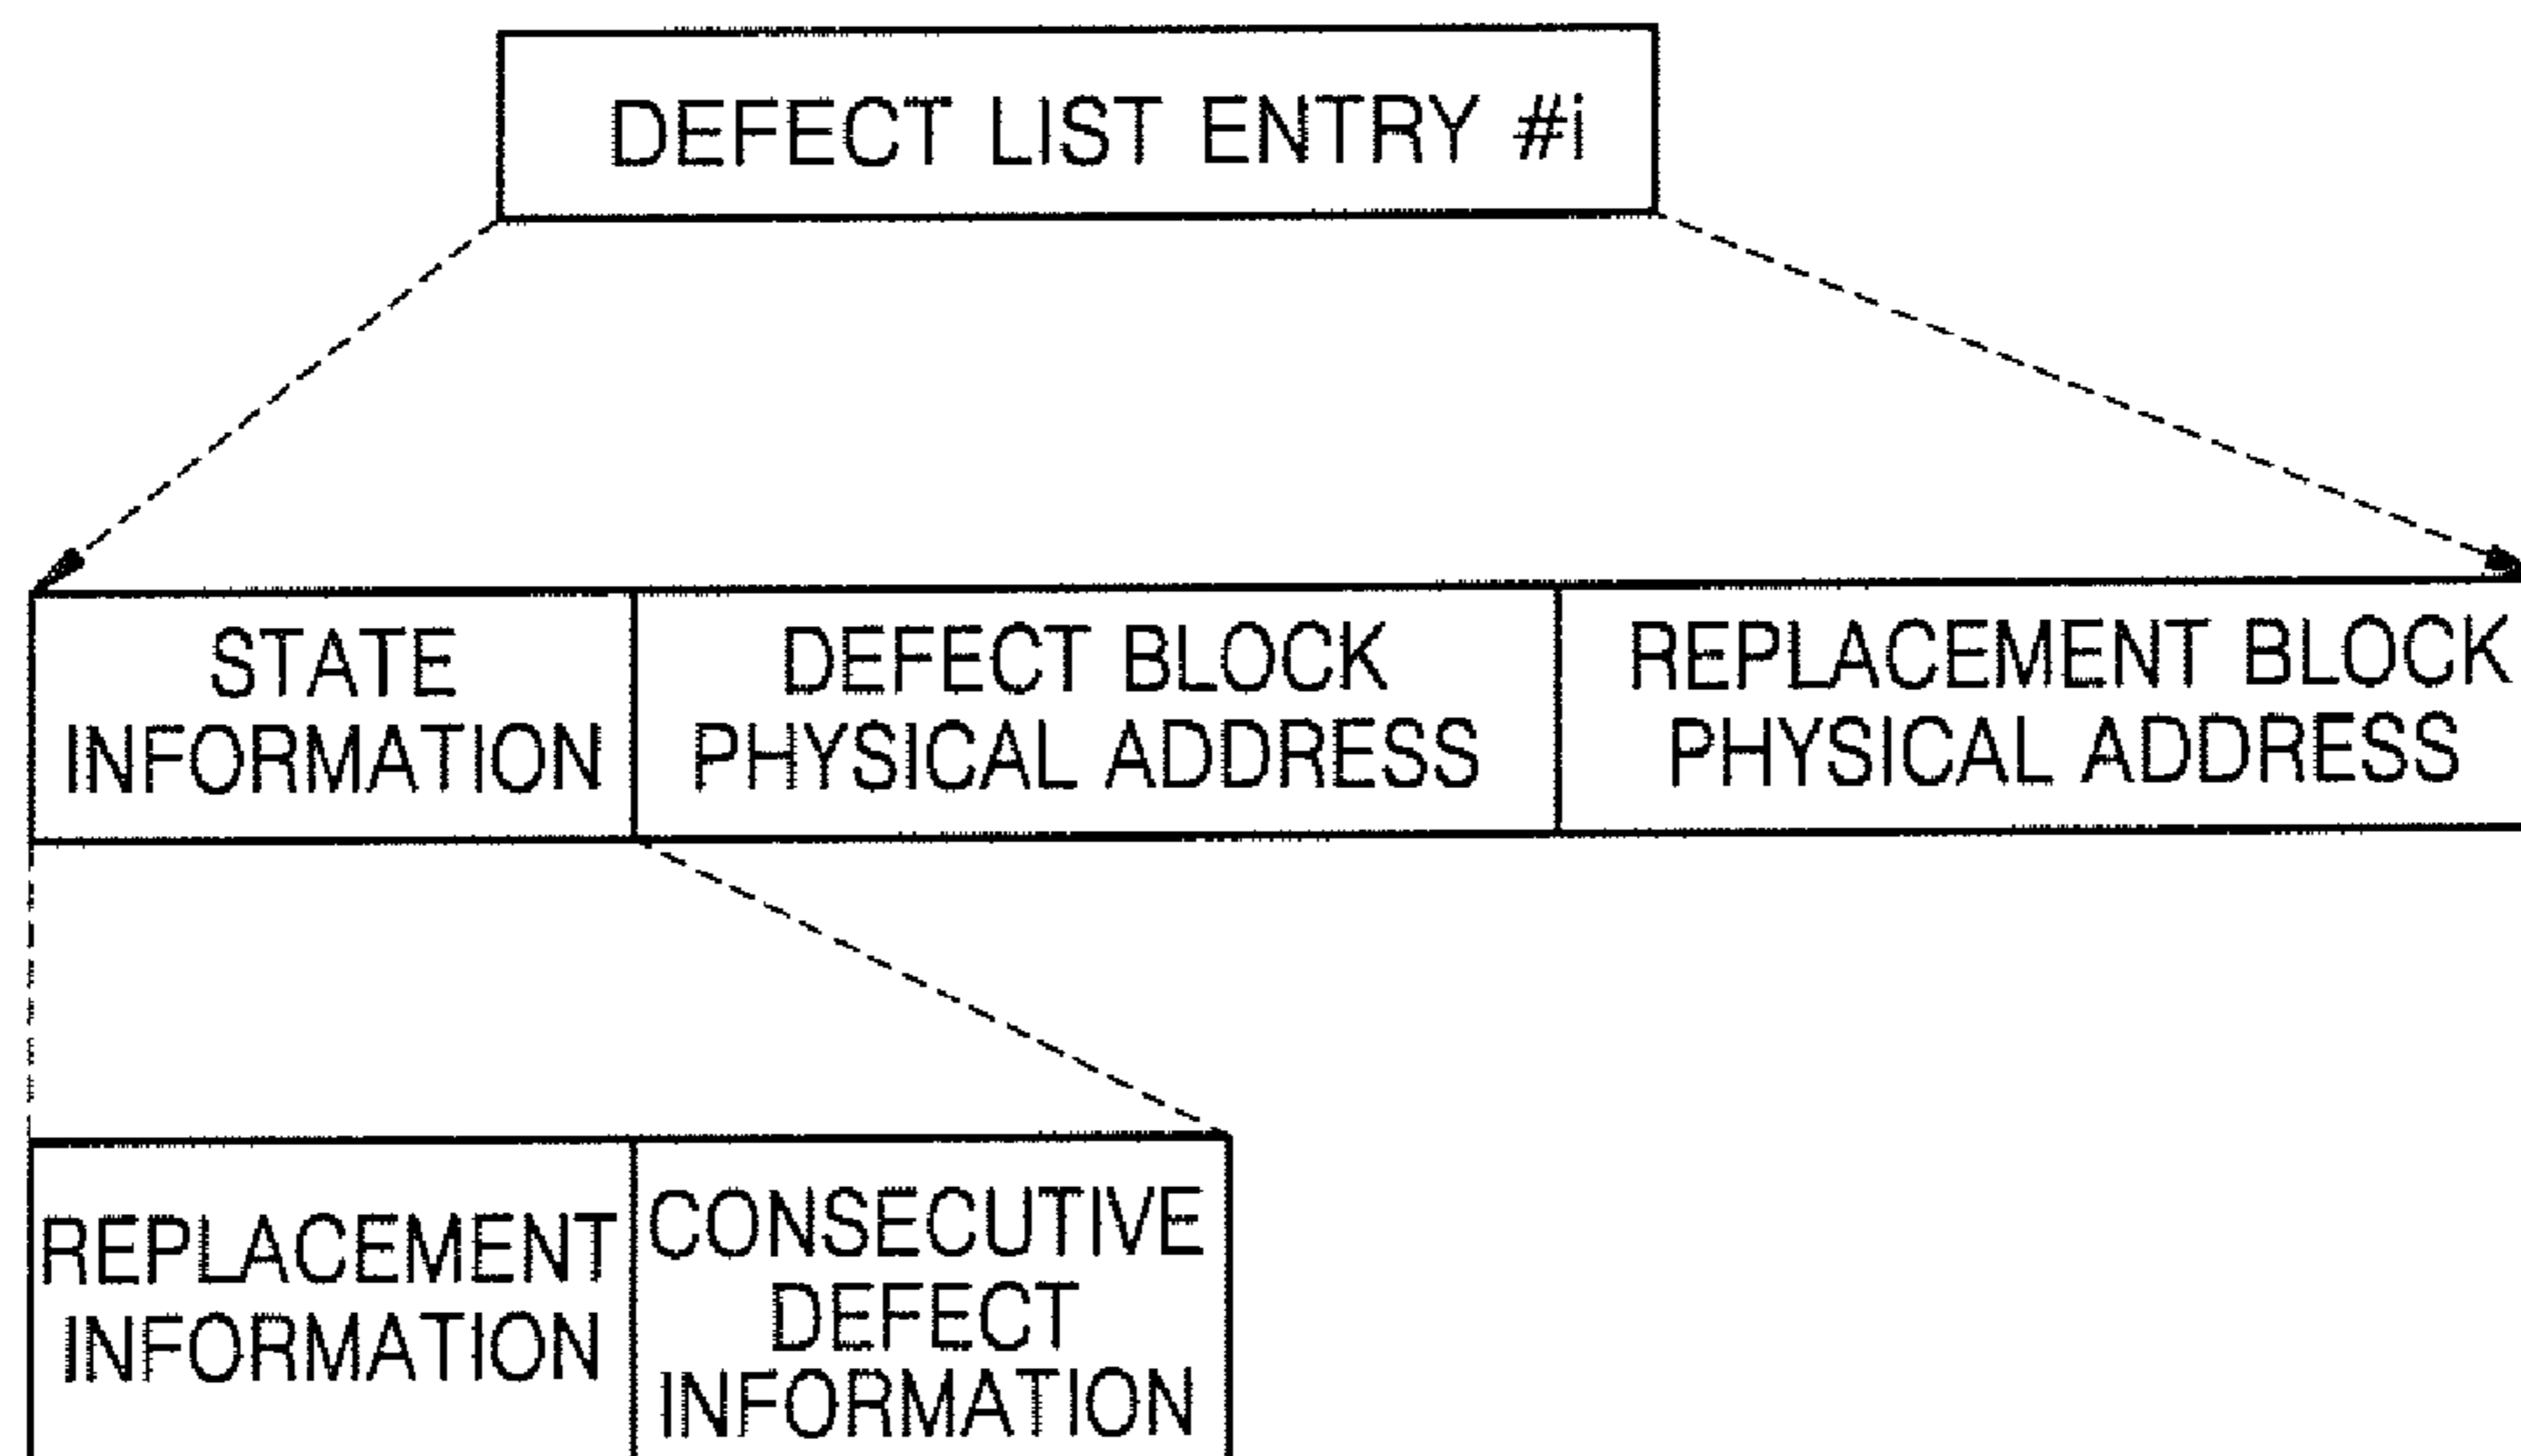 DEFECT LIST ENTRY #i
STATE
INFORMATION
DEFECT BLOCK
PHYSICAL ADDRESS
REPLACEMENT BLOCK
PHYSICAL ADDRESS
REPLACEMENT
INFORMATION
CONSECUTIVE
DEFECT
INFORMATION